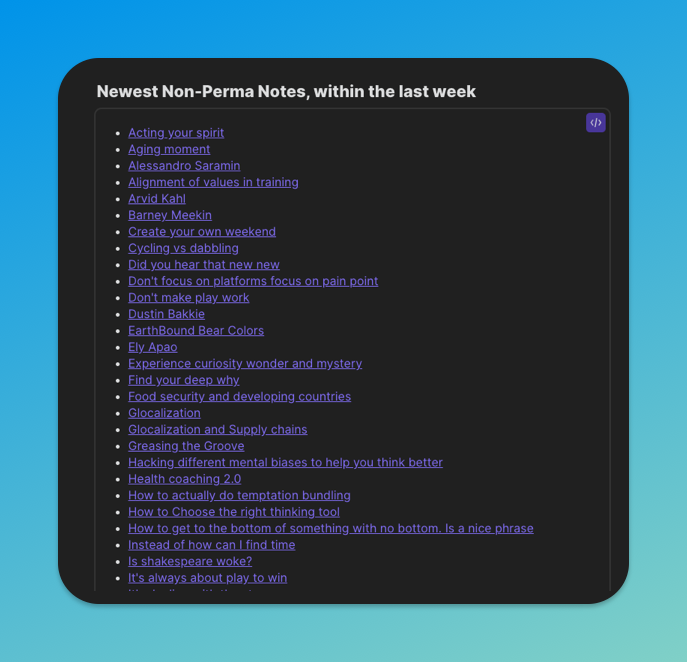 Newest Non-Perma Notes, within the last week
</>
Acting your spirit
Aging moment
Alessandro Saramin
Alignment of values in training
Arvid Kahl
Barney Meekin
Create your own weekend
Cycling vs dabbling
Did you hear that new new
Don't focus on platforms focus on pain point
Don't make play work
Dustin Bakkie
EarthBound Bear Colors
Ely Apao
Experience curiosity wonder and mystery
Find your deep why
Food security and developing countries
Glocalization
Glocalization and Supply chains
Greasing the Groove
Hacking different mental biases to help you think better
Health coaching 2.0
How to actually do temptation bundling
How to Choose the right thinking tool
How to get to the bottom of something with no bottom. Is a nice phrase
Instead of how can I find time
Is shakespeare woke?
It's always about play to win